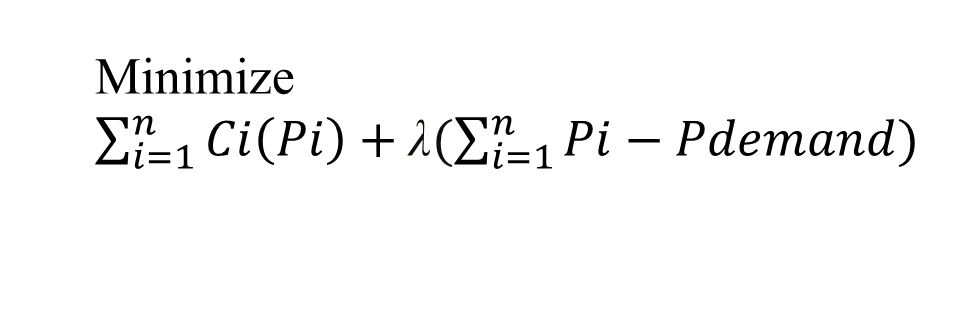 Minimize
∑ⁿᵢ₌₁ Ci(Pi) + λ(∑ⁿᵢ₌₁ Pi − Pdemand)